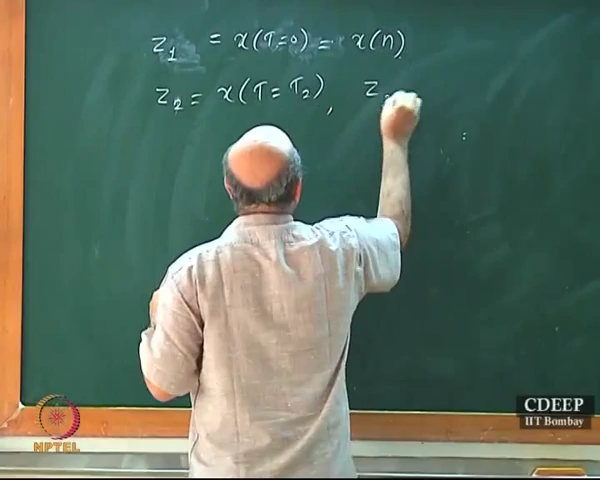 z₁ = x(τ=0) = x(n)
z₂ = x(τ=τ₂), z
NPTEL
CDEEP
IIT Bombay